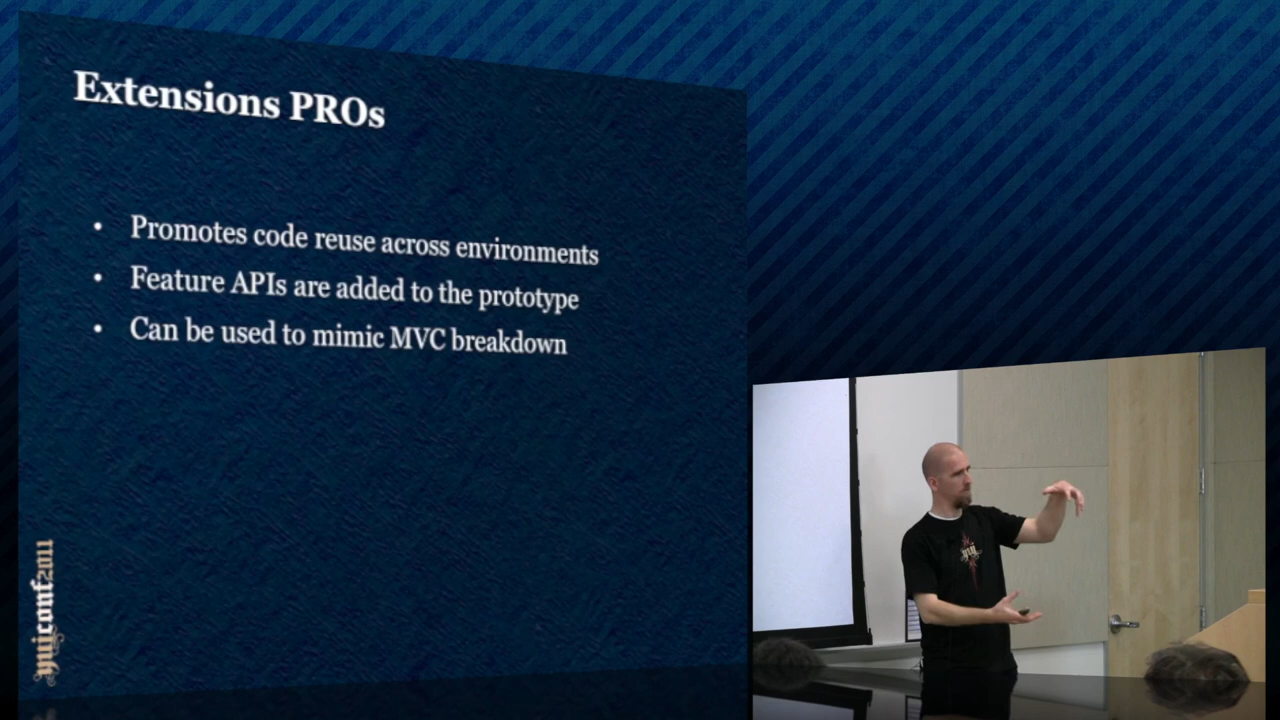 Extensions PROs
• Promotes code reuse across environments
• Feature APIs are added to the prototype
• Can be used to mimic MVC breakdown
yuiconf2011
yui